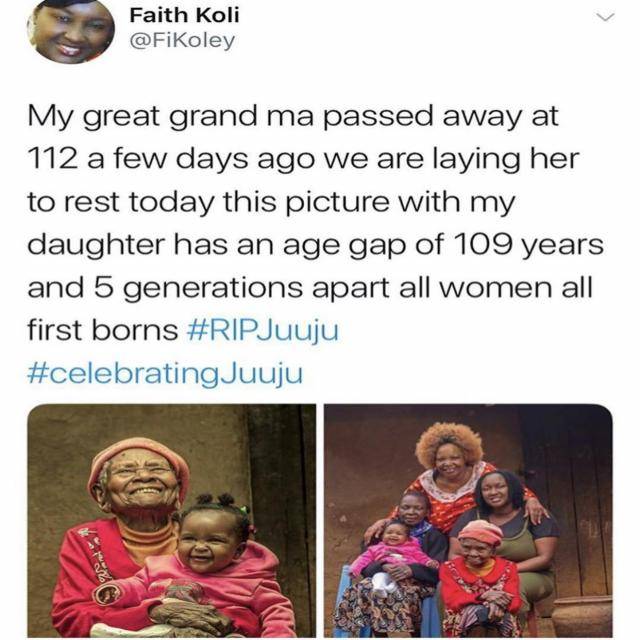 Faith Koli
@FiKoley
My great grand ma passed away at
112 a few days ago we are laying her
to rest today this picture with my
daughter has an age gap of 109 years
and 5 generations apart all women all
first borns #RIPJuuju
#celebratingJuuju